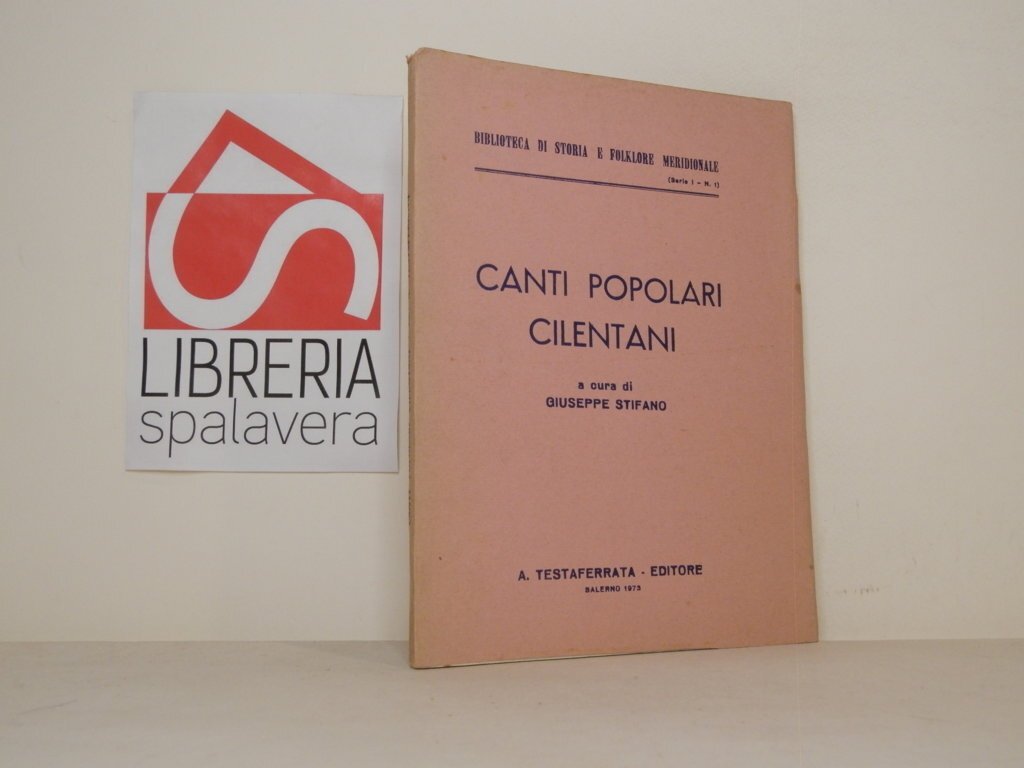 LIBRERIA
spalavera
BIBLIOTECA DI STORIA E FOLKLORE MERIDIONALE
(Serie I - N. 1)
CANTI POPOLARI
CILENTANI
a cura di
GIUSEPPE STIFANO
A. TESTAFERRATA - EDITORE
SALERNO 1973